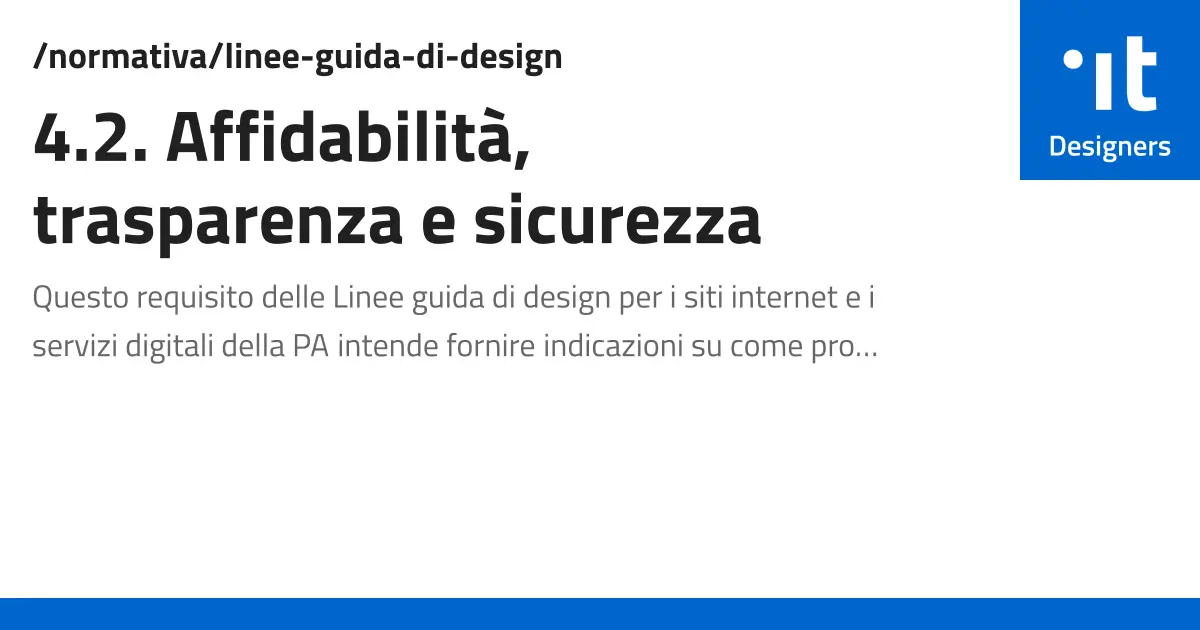 /normativa/linee-guida-di-design
4.2. Affidabilità,
trasparenza e sicurezza
Questo requisito delle Linee guida di design per i siti internet e i
servizi digitali della PA intende fornire indicazioni su come pro...
it
Designers